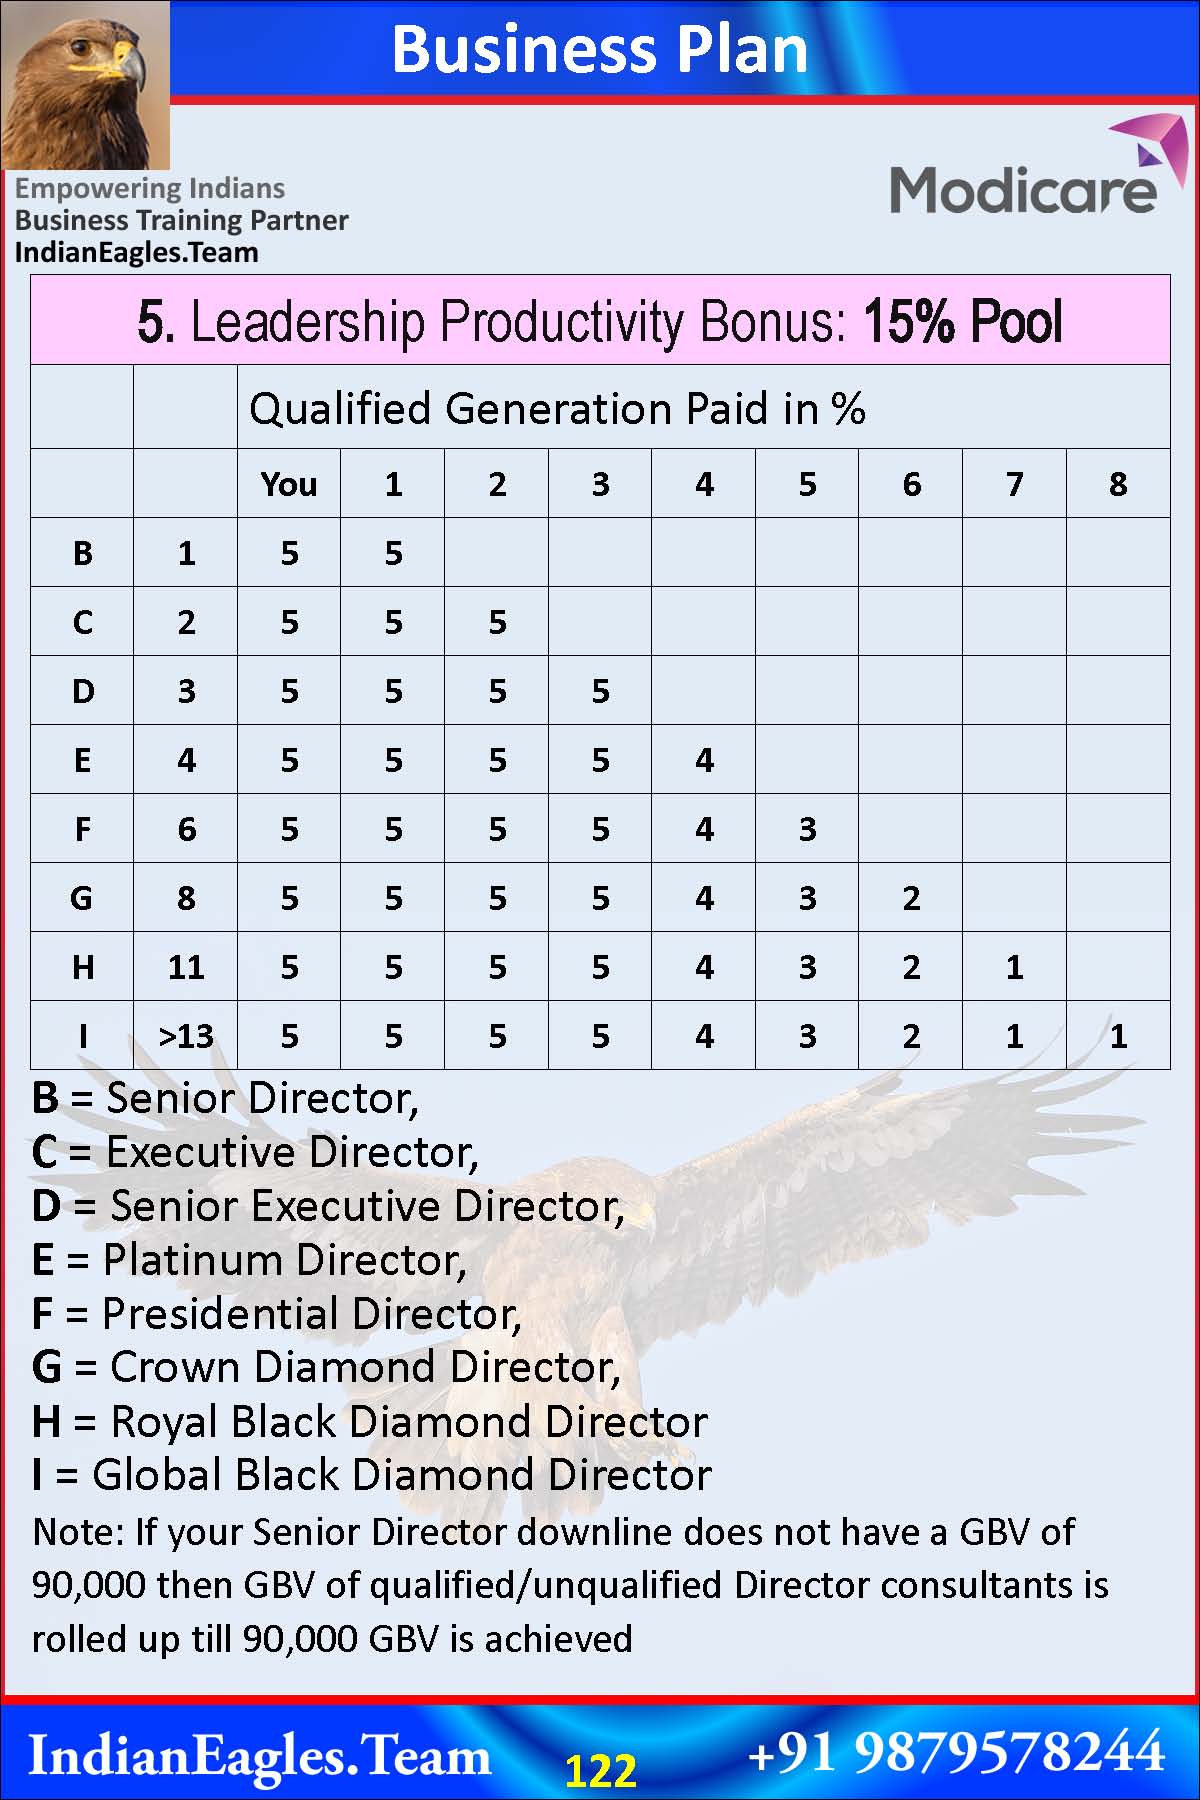 Business Plan
Modicare
Empowering Indians
Business Training Partner
IndianEagles.Team
5. Leadership Productivity Bonus: 15% Pool
Qualified Generation Paid in %
You 1 2 3 4 5 6 7 8
B 1 5 5
C 2 5 5 5
D 3 5 5 5 5
E 4 5 5 5 5 4
F 6 5 5 5 5 4 3
G 8 5 5 5 5 4 3 2
H 11 5 5 5 5 4 3 2 1
I >13 5 5 5 5 4 3 2 1 1
B = Senior Director,
C = Executive Director,
D = Senior Executive Director,
E = Platinum Director,
F = Presidential Director,
G = Crown Diamond Director,
H = Royal Black Diamond Director
I = Global Black Diamond Director
Note: If your Senior Director downline does not have a GBV of
90,000 then GBV of qualified/unqualified Director consultants is
rolled up till 90,000 GBV is achieved
IndianEagles.Team 122 +91 9879578244